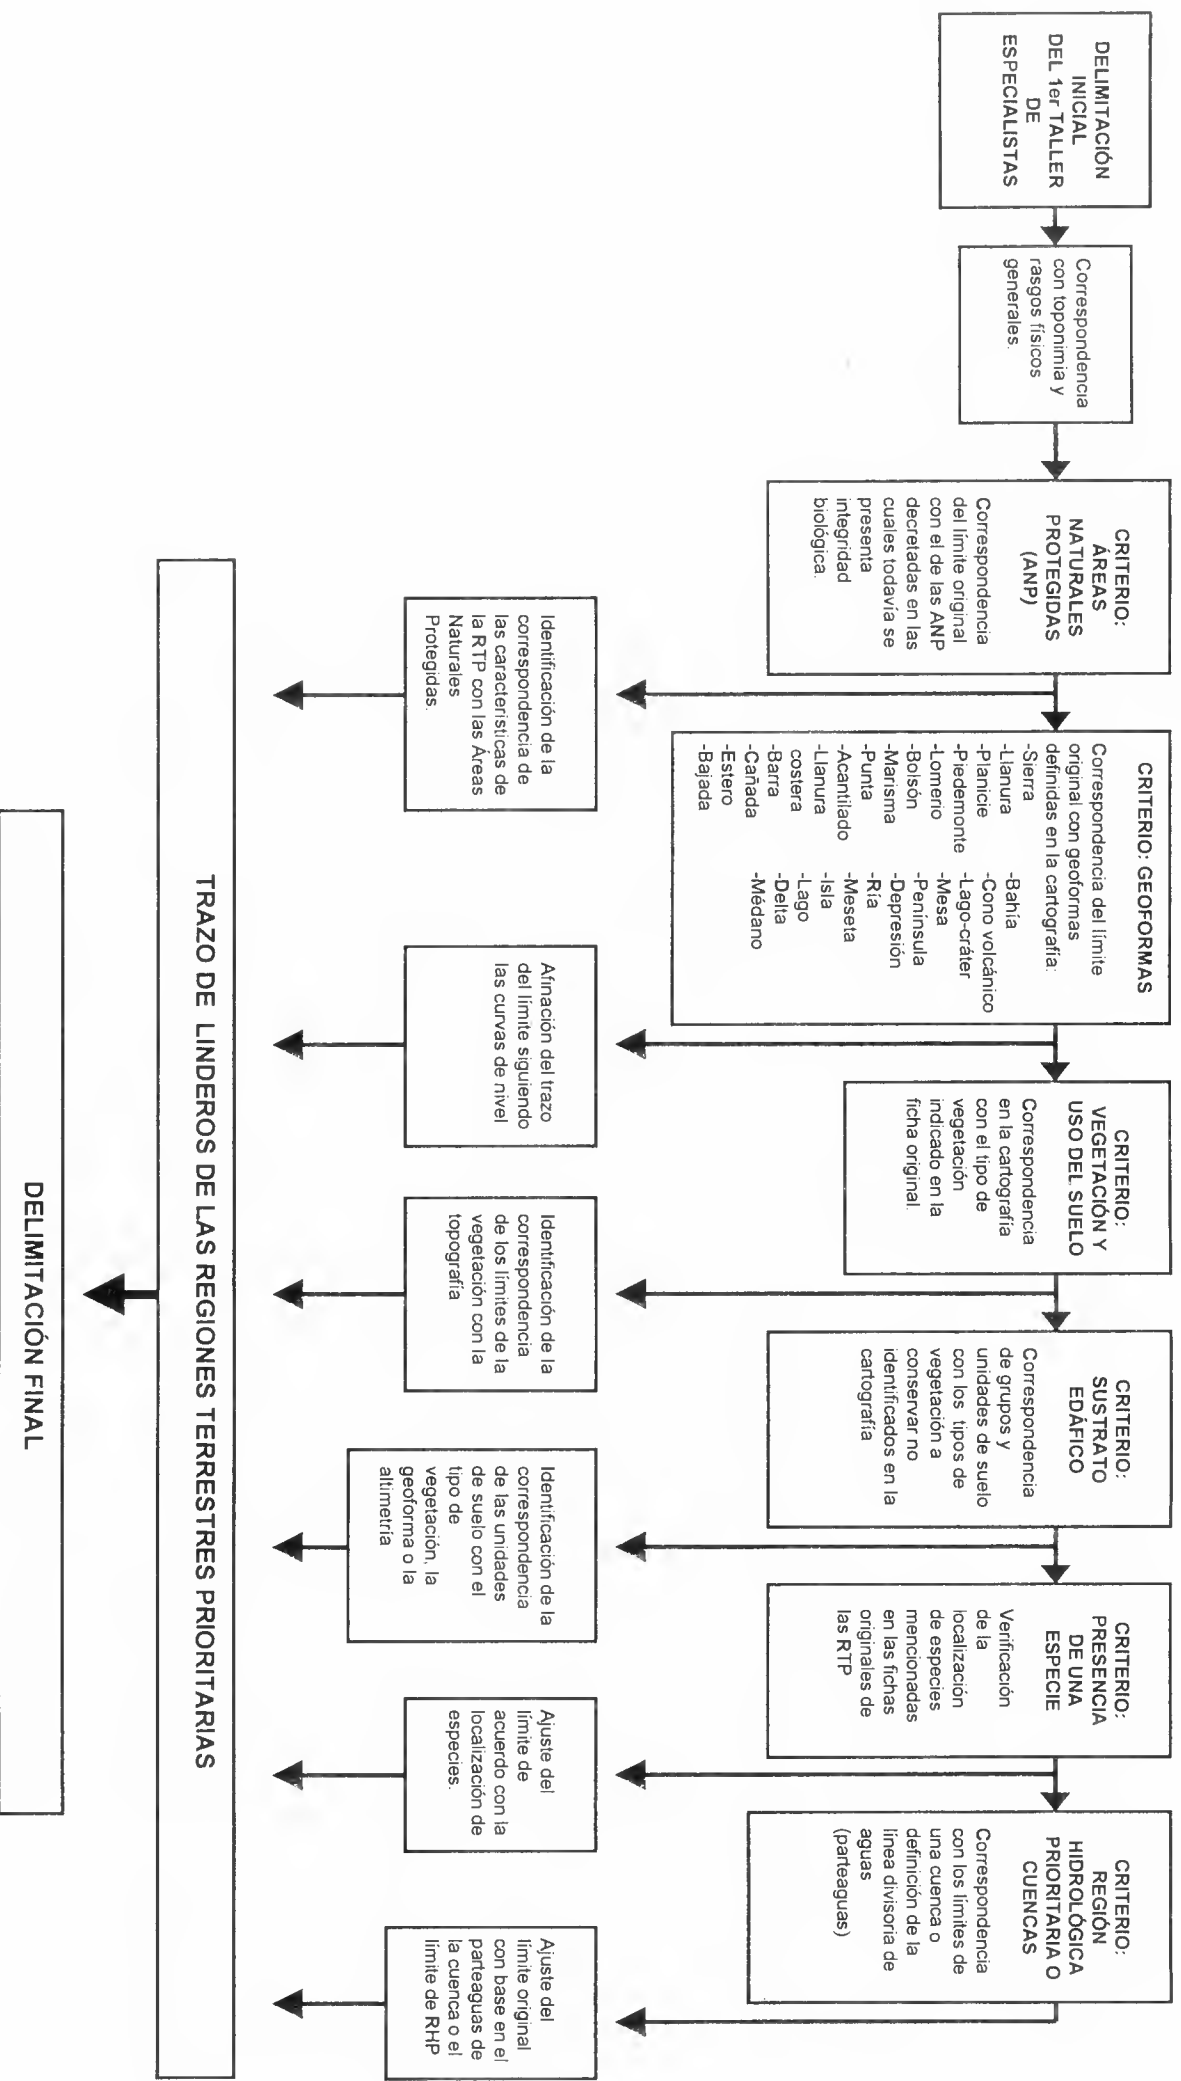 DELIMITACIÓN
INICIAL
DEL 1er TALLER
DE
ESPECIALISTAS
Correspondencia
con toponimia y
rasgos físicos
generales.
CRITERIO:
ÁREAS
NATURALES
PROTEGIDAS
(ANP)
Correspondencia
del límite original
con el de las ANP
decretadas en las
cuales todavía se
presenta
integridad
biológica.
CRITERIO: GEOFORMAS
Correspondencia del límite
original con geoformas
definidas en la cartografía:
-Sierra
-Llanura
-Planicie
-Piedemonte
-Lomerio
-Bolsón
-Marisma
-Punta
-Acantilado
-Llanura
costera
-Barra
-Cañada
-Estero
-Bajada
-Bahía
-Cono volcánico
-Lago-cráter
-Mesa
-Península
-Depresión
-Ría
-Meseta
-Isla
-Lago
-Delta
-Médano
CRITERIO:
VEGETACIÓN Y
USO DEL SUELO
Correspondencia
en la cartografía
con el tipo de
vegetación
indicado en la
ficha original.
CRITERIO:
SUSTRATO
EDÁFICO
Correspondencia
de grupos y
unidades de suelo
con los tipos de
vegetación a
conservar no
identificados en la
cartografía
CRITERIO:
PRESENCIA
DE UNA
ESPECIE
Verificación
de la
localización
de especies
mencionadas
en las fichas
originales de
las RTP
CRITERIO:
REGIÓN
HIDROLÓGICA
PRIORITARIA O
CUENCAS
Correspondencia
con los límites de
una cuenca o
definición de la
línea divisoria de
aguas
(parteaguas)
Identificación de la
correspondencia de
las características de
la RTP con las Áreas
Naturales
Protegidas.
Afinación del trazo
del límite siguiendo
las curvas de nivel
Identificación de la
correspondencia
de los límites de la
vegetación con la
topografía
Identificación de la
correspondencia
de las unidades
de suelo con el
tipo de
vegetación, la
geoforma o la
altimetría
Ajuste del
límite de
acuerdo con la
localización de
especies.
Ajuste del
límite original
con base en el
parteaguas de
la cuenca o el
límite de RHP
TRAZO DE LINDEROS DE LAS REGIONES TERRESTRES PRIORITARIAS
DELIMITACIÓN FINAL